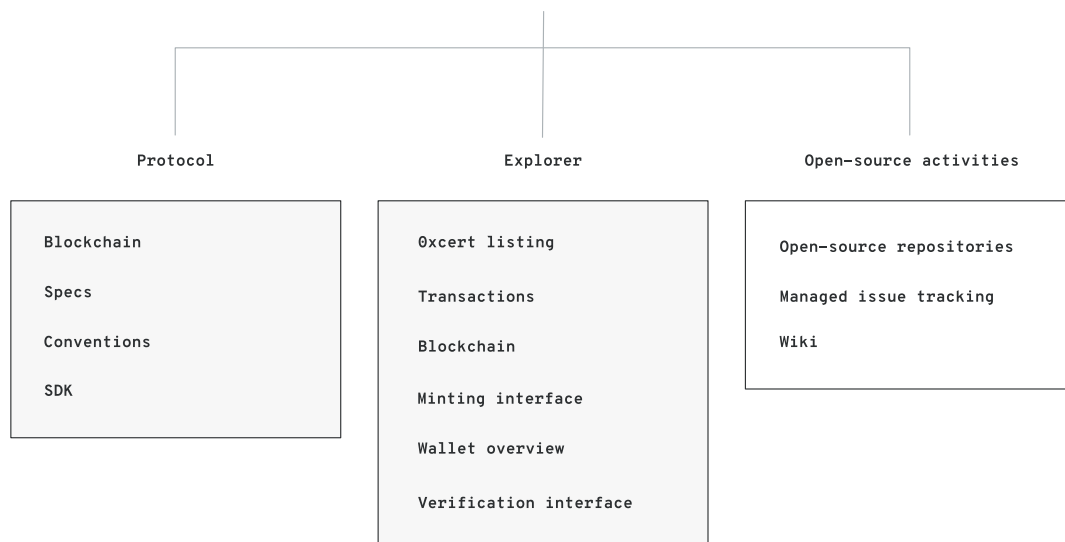 Protocol
Blockchain
Specs
Conventions
SDK
Explorer
0xcert listing
Transactions
Blockchain
Minting interface
Wallet overview
Verification interface
Open-source activities
Open-source repositories
Managed issue tracking
Wiki